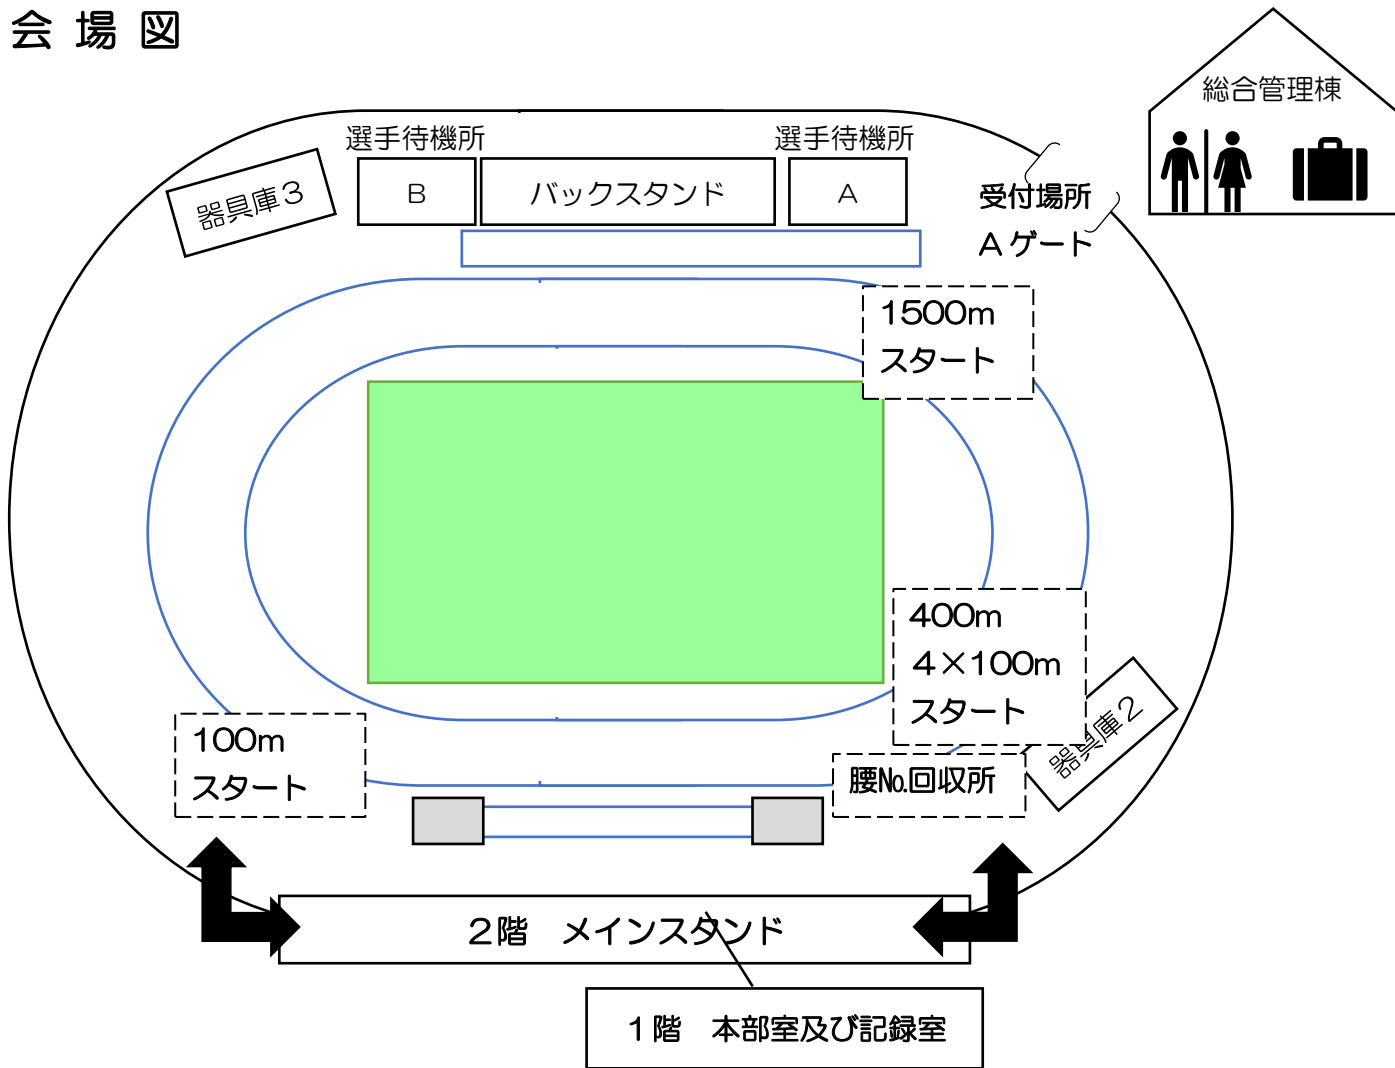 会場図
総合管理棟
選手待機所
選手待機所
器具庫３
Ｂ
バックスタンド
Ａ
受付場所
Ａゲート
1500m
スタート
400m
4×100m
スタート
器具庫２
100m
スタート
腰№回収所
２階　メインスタンド
１階　本部室及び記録室